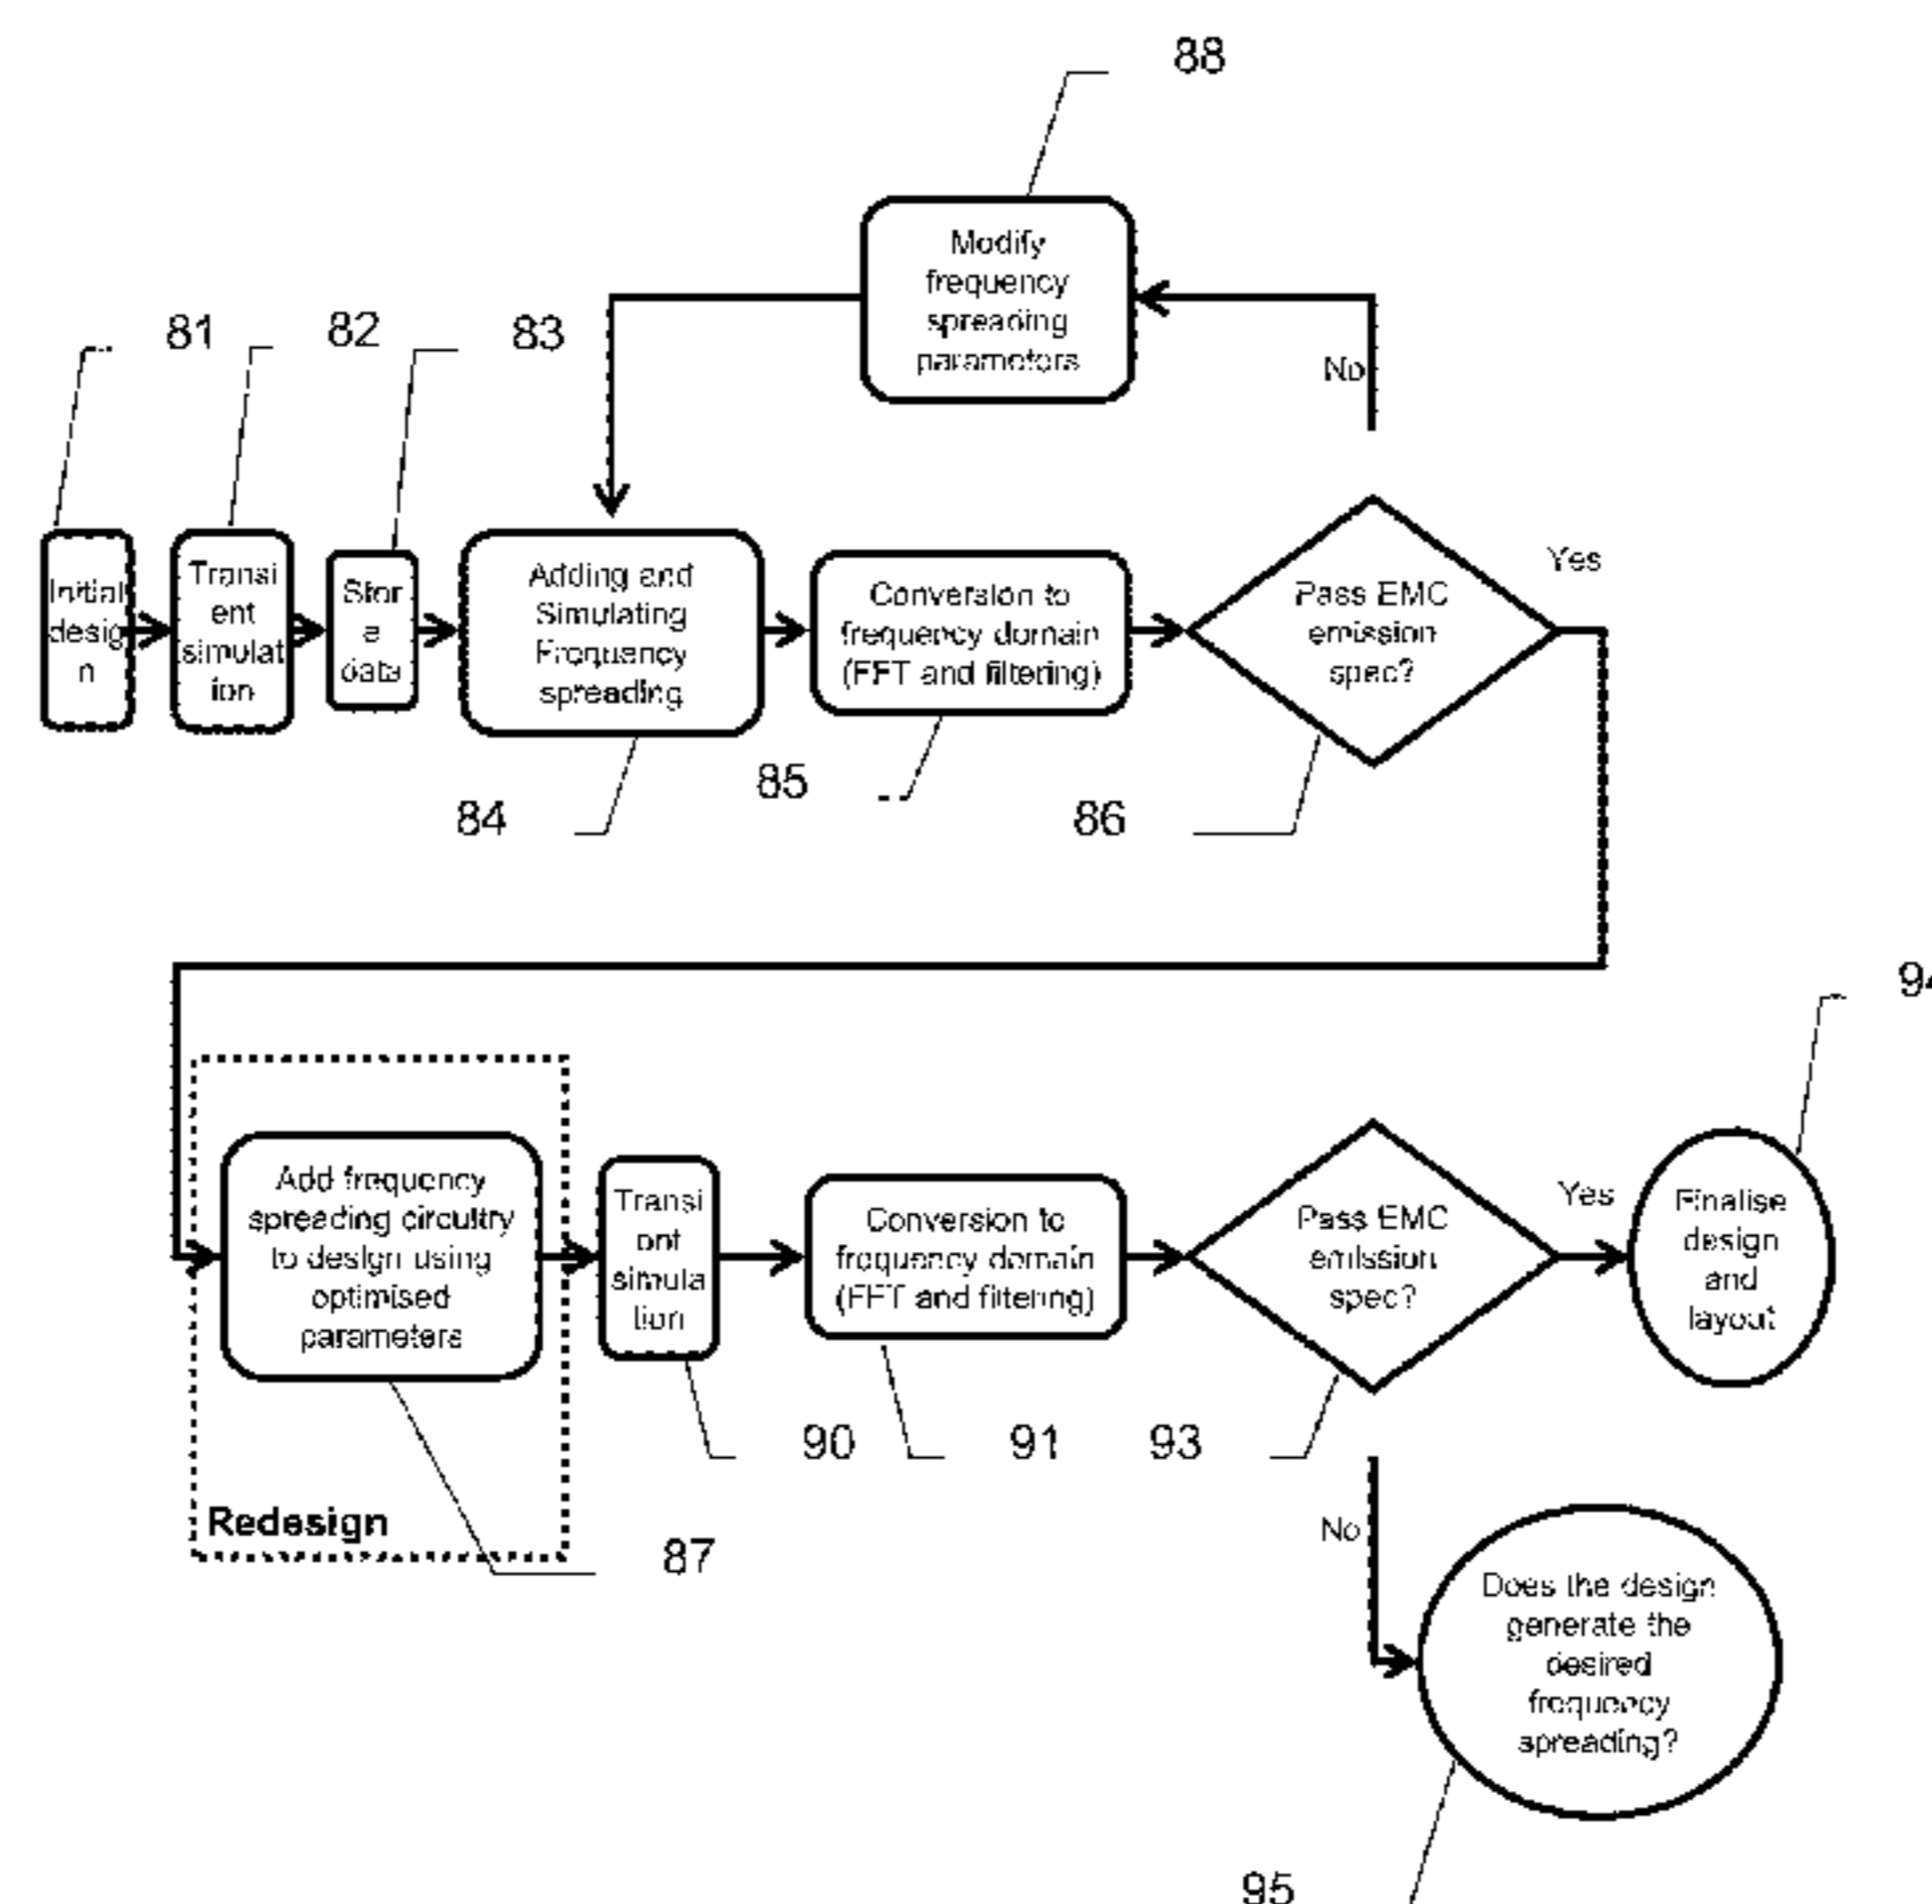 88
Modify
frequency
spreading
parameters
No
81
82
83
Initial
desig
n
Transi
ent
simulat
ion
Stor
e
data
Adding and
Simulating
Frequency
spreading
Conversion to
frequency domain
(FFT and filtering)
Pass EMC
emission
spec?
Yes
84
85
86
94
Add frequency
spreading circuitry
to design using
optimised
parameters
Redesign
Transi
ent
simula
tion
Conversion to
frequency domain
(FFT and filtering)
Pass EMC
emission
spec?
Yes
Finalise
design
and
layout
90
91
93
87
No
Does the design
generate the
desired
frequency
spreading?
95